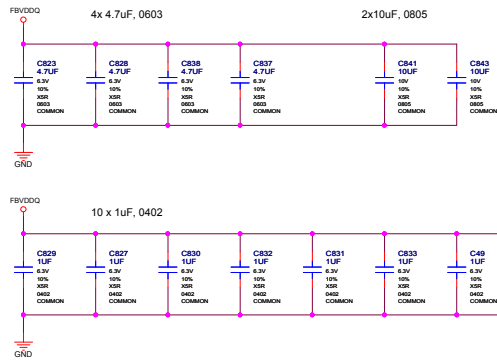 FBVDDQ
4x 4.7uF, 0603
2x10uF, 0805
C823
4.7UF
6.3V
10%
X5R
0603
COMMON
C828
4.7UF
6.3V
10%
X5R
0603
COMMON
C838
4.7UF
6.3V
10%
X5R
0603
COMMON
C837
4.7UF
6.3V
10%
X5R
0603
COMMON
C841
10UF
10V
10%
X5R
0805
COMMON
C843
10UF
10V
10%
X5R
0805
COMMON
GND
FBVDDQ
10 x 1uF, 0402
C829
1UF
6.3V
10%
X5R
0402
COMMON
C827
1UF
6.3V
10%
X5R
0402
COMMON
C830
1UF
6.3V
10%
X5R
0402
COMMON
C832
1UF
6.3V
10%
X5R
0402
COMMON
C831
1UF
6.3V
10%
X5R
0402
COMMON
C833
1UF
6.3V
10%
X5R
0402
COMMON
C49
1UF
6.3V
10%
X5R
0402
COMMON
GND